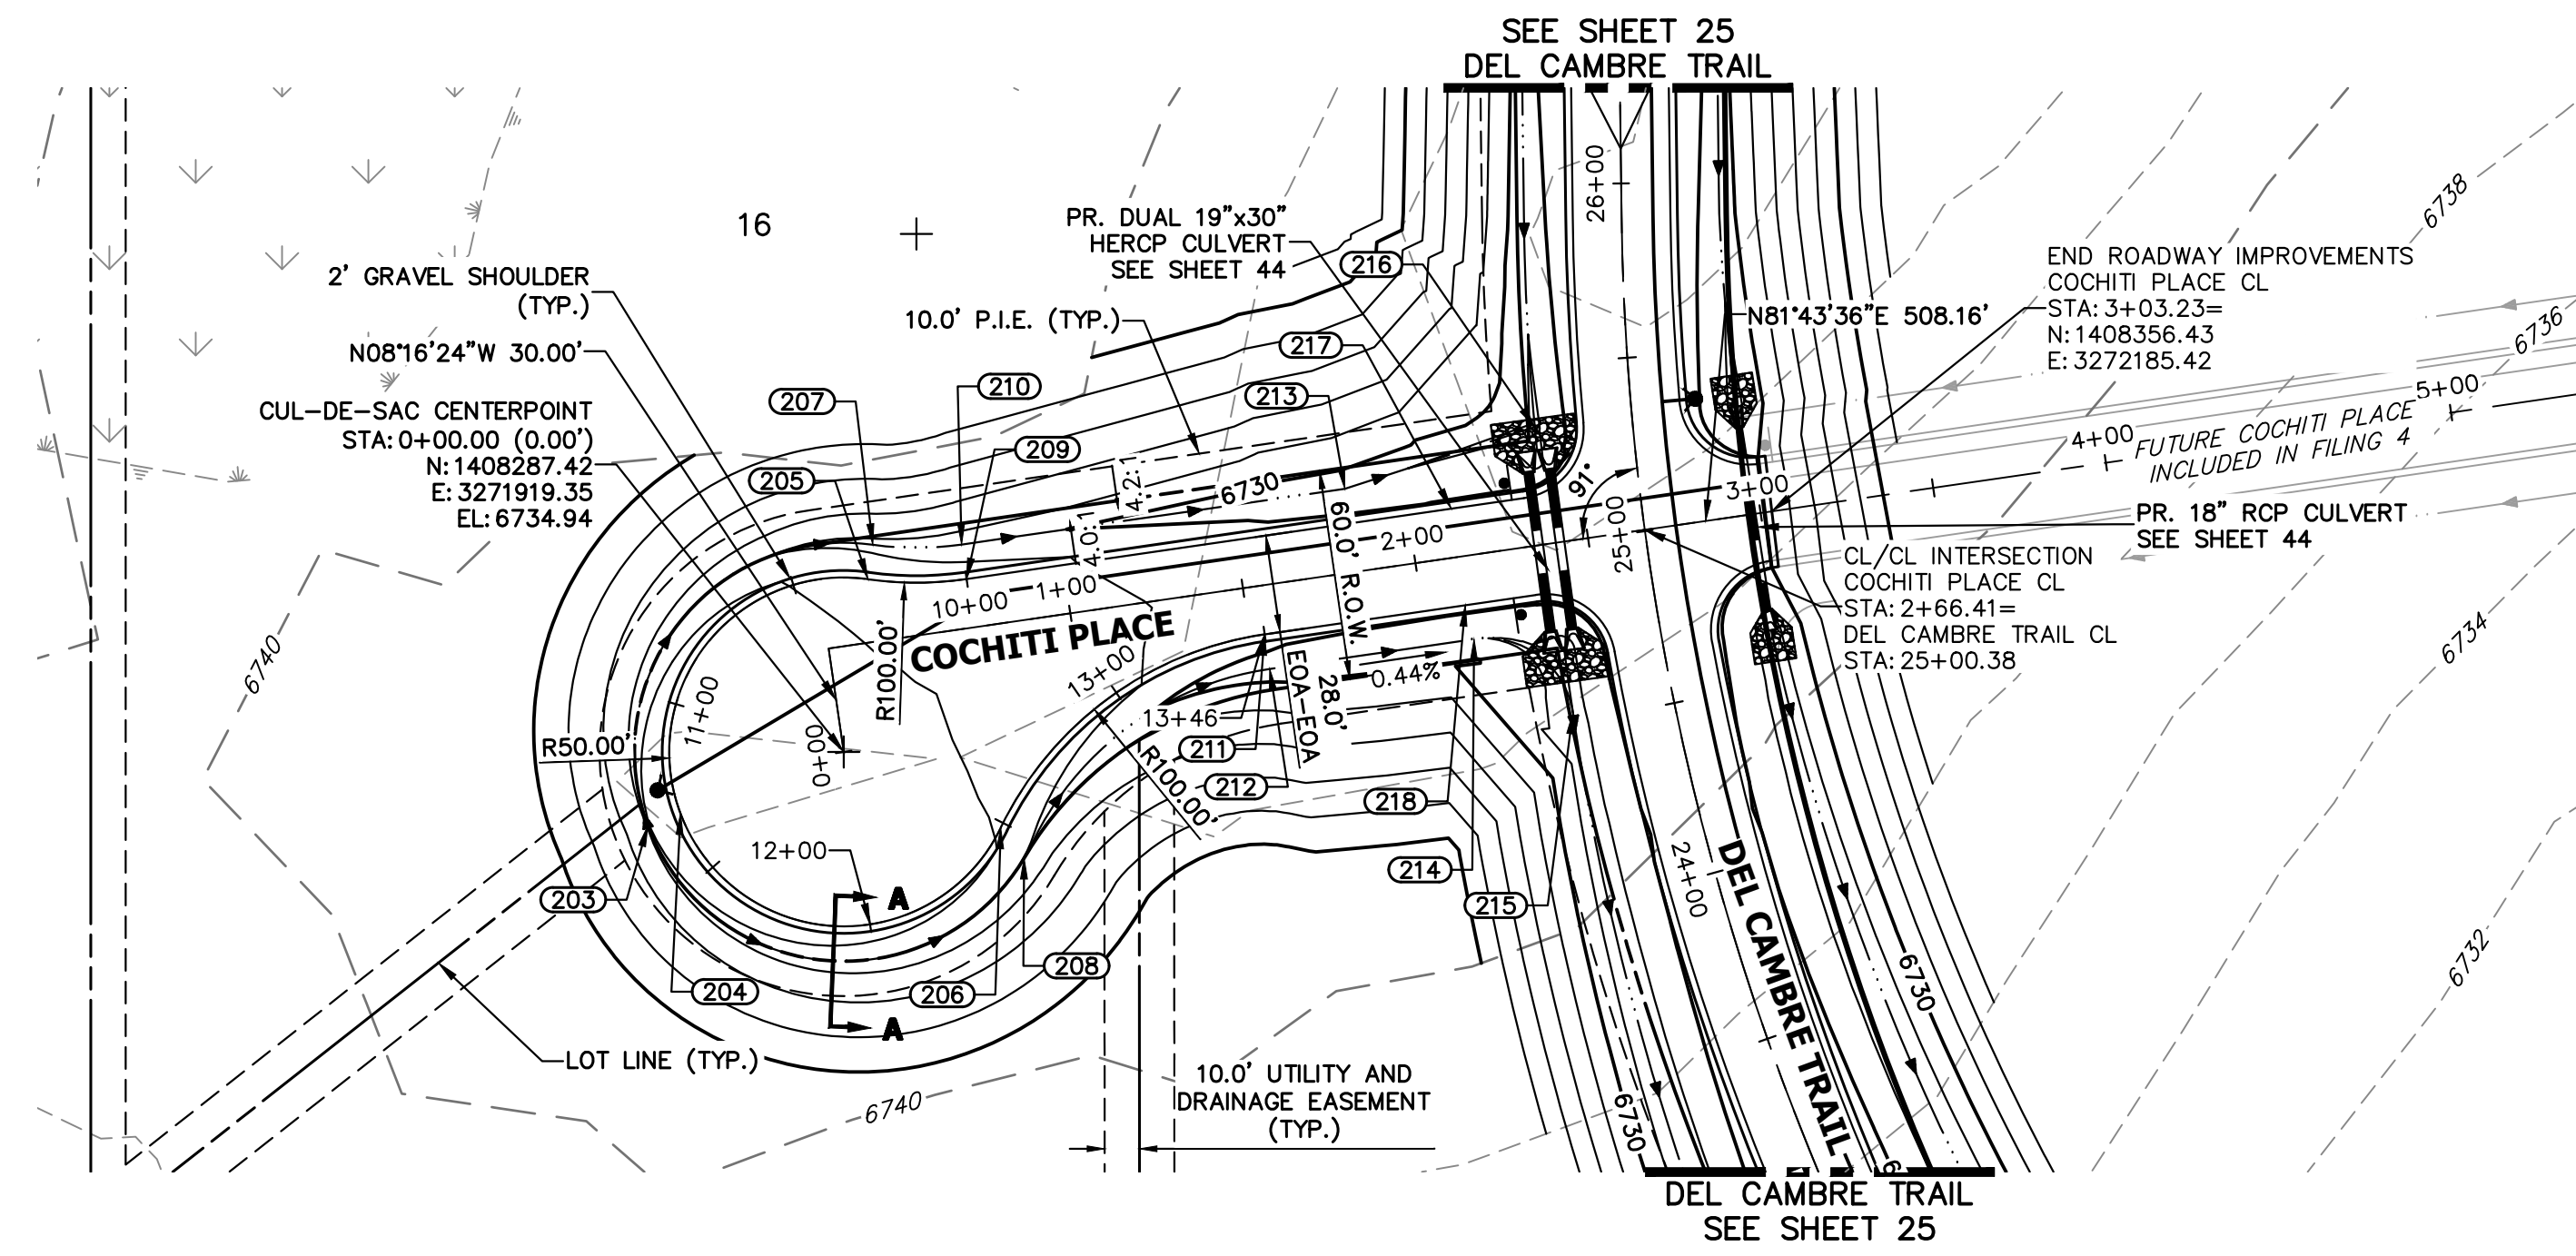 SEE SHEET 25
DEL CAMBRE TRAIL
16
PR. DUAL 19"x30"
HERCP CULVERT
SEE SHEET 44
216
26+00
6738
2' GRAVEL SHOULDER
(TYP.)
10.0' P.I.E. (TYP.)
N08°16'24"W 30.00'
217
N81°43'36"E 508.16'
END ROADWAY IMPROVEMENTS
COCHITI PLACE CL
STA: 3+03.23=
N: 1408356.43
E: 3272185.42
6736
CUL-DE-SAC CENTERPOINT
STA: 0+00.00 (0.00')
N: 1408287.42
E: 3271919.35
EL: 6734.94
207
210
213
209
205
5+00
4+00
FUTURE COCHITI PLACE
INCLUDED IN FILING 4
4.2:
6730
91°
3+00
4.0:1
60.0' R.O.W.
2+00
25+00
PR. 18" RCP CULVERT
SEE SHEET 44
CL/CL INTERSECTION
COCHITI PLACE CL
STA: 2+66.41=
DEL CAMBRE TRAIL CL
STA: 25+00.38
10+00
1+00
COCHITI PLACE
R100.00'
6740
11+00
13+00
0.44%
28.0'
EOA-EOA
6734
13+46
R50.00'
0+00
211
R100.00'
212
218
12+00
214
24+00
DEL CAMBRE TRAIL
203
A
215
204
206
208
A
6730
6732
LOT LINE (TYP.)
6740
10.0' UTILITY AND
DRAINAGE EASEMENT
(TYP.)
6730
6
DEL CAMBRE TRAIL
SEE SHEET 25